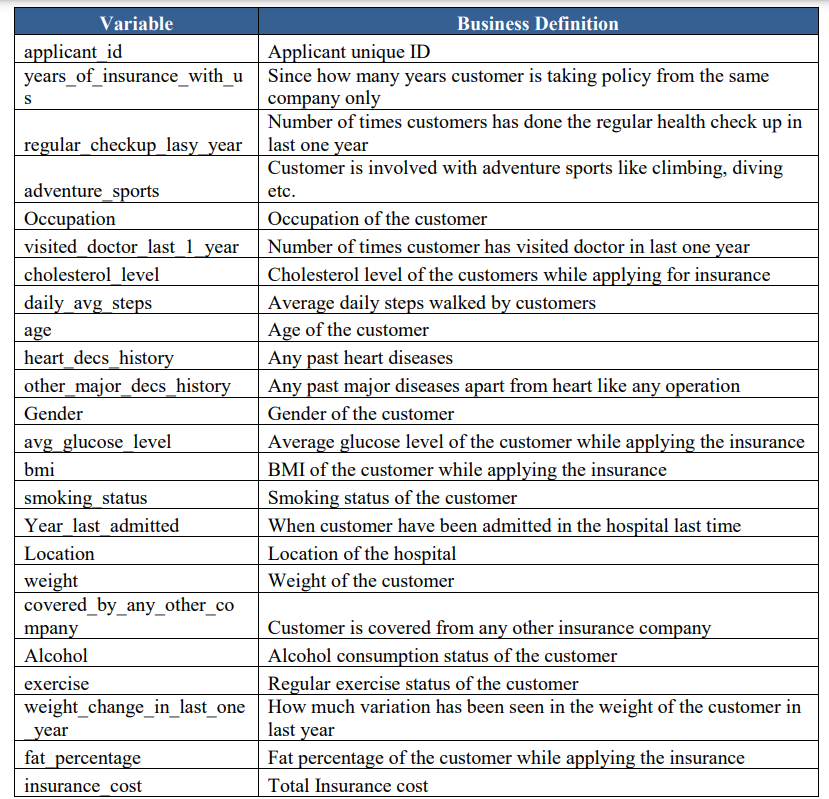 Variable Business Definition
applicant_id Applicant unique ID
years_of_insurance_with_u Since how many years customer is taking policy from the same
s company only
Number of times customers has done the regular health check up in
regular_checkup_lasy_year last one year
Customer is involved with adventure sports like climbing, diving
adventure_sports etc.
Occupation Occupation of the customer
visited_doctor_last_1_year Number of times customer has visited doctor in last one year
cholesterol_level Cholesterol level of the customers while applying for insurance
daily_avg_steps Average daily steps walked by customers
age Age of the customer
heart_decs_history Any past heart diseases
other_major_decs_history Any past major diseases apart from heart like any operation
Gender Gender of the customer
avg_glucose_level Average glucose level of the customer while applying the insurance
bmi BMI of the customer while applying the insurance
smoking_status Smoking status of the customer
Year_last_admitted When customer have been admitted in the hospital last time
Location Location of the hospital
weight Weight of the customer
covered_by_any_other_co
mpany Customer is covered from any other insurance company
Alcohol Alcohol consumption status of the customer
exercise Regular exercise status of the customer
weight_change_in_last_one How much variation has been seen in the weight of the customer in
_year last year
fat_percentage Fat percentage of the customer while applying the insurance
insurance_cost Total Insurance cost